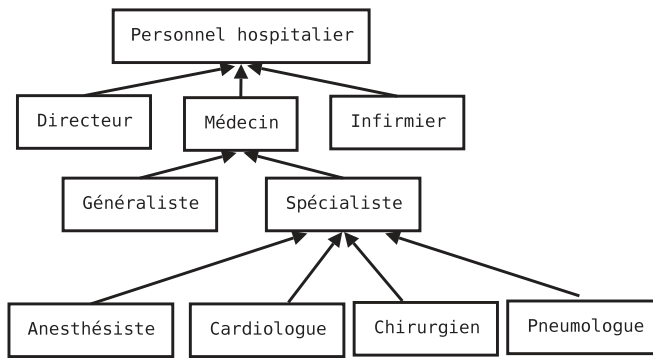 Personnel hospitalier
Directeur
Médecin
Infirmier
Généraliste
Spécialiste
Anesthésiste
Cardiologue
Chirurgien
Pneumologue